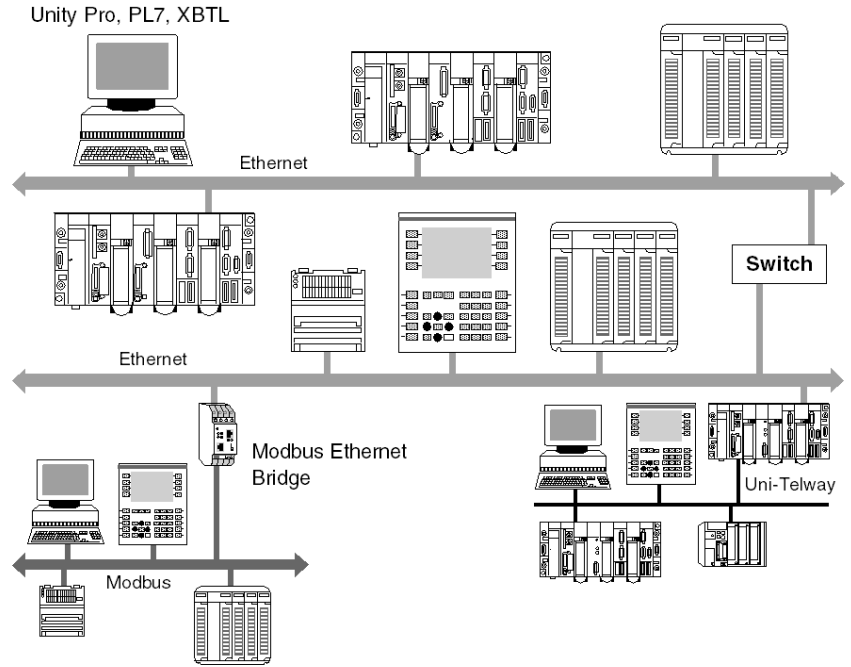 Unity Pro, PL7, XBTL
Ethernet
Switch
Ethernet
Modbus Ethernet
Bridge
Uni-Telway
Modbus